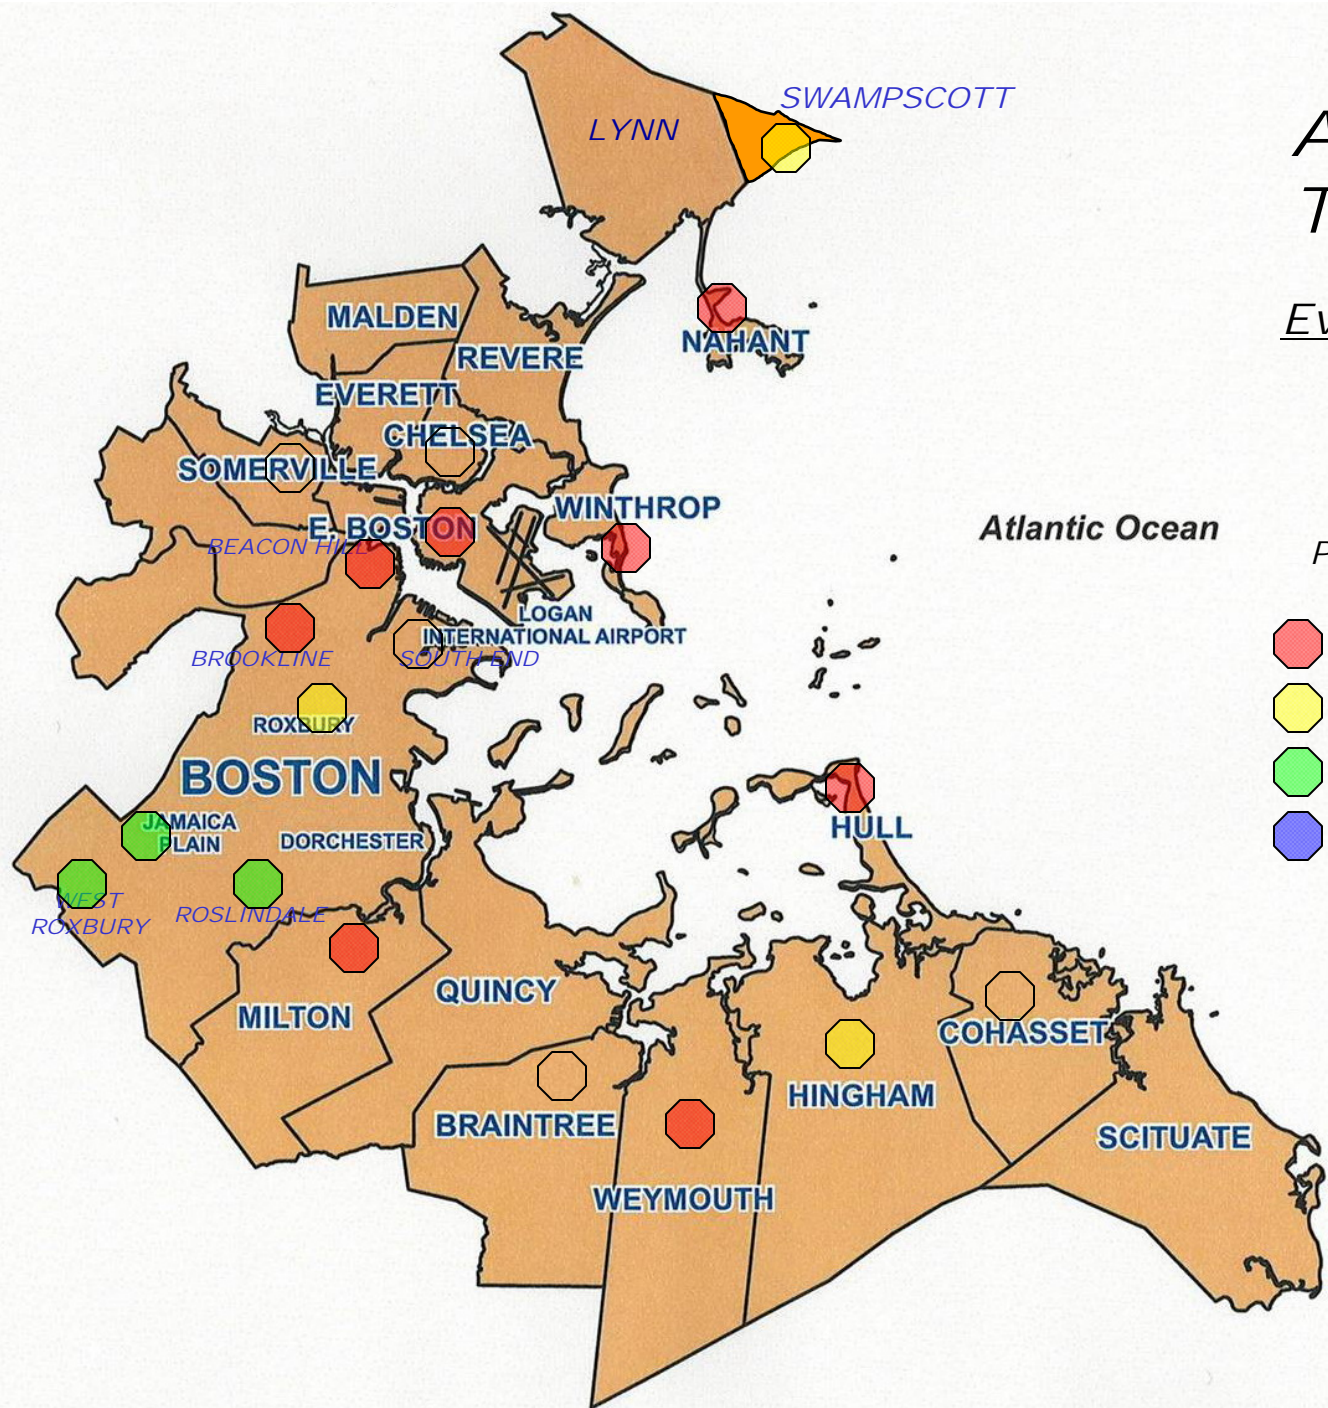 SWAMPSCOTT
A
LYNN
T
MALDEN
Ev
NAHANT
REVERE
EVERETT
CHELSEA
SOMERVILLE
WINTHROP
E. BOSTON
Atlantic Ocean
BEACON HILL
P
LOGAN
INTERNATIONAL AIRPORT
BROOKLINE
SOUTH END
ROXBURY
BOSTON
JAMAICA
PLAIN
DORCHESTER
HULL
WEST
ROXBURY
ROSLINDALE
QUINCY
MILTON
COHASSET
HINGHAM
BRAINTREE
SCITUATE
WEYMOUTH